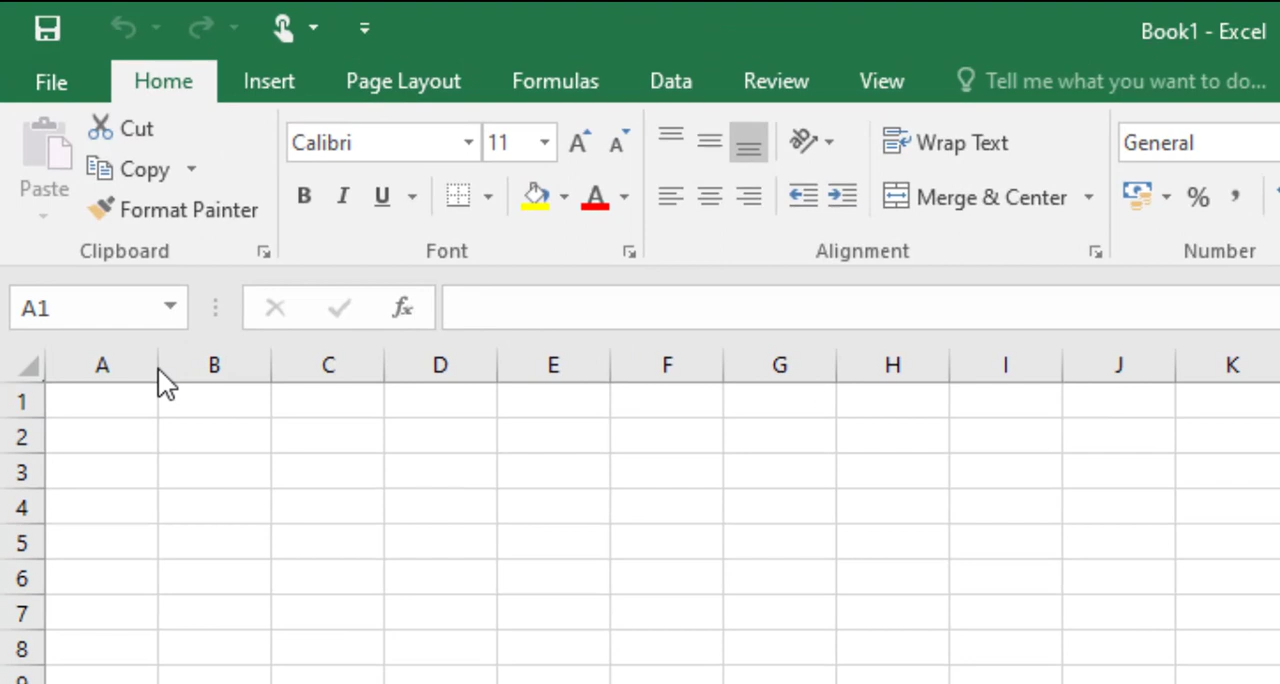 Book1 - Excel
File Home Insert Page Layout Formulas Data Review View Tell me what you want to do...
Paste
Cut
Copy
Format Painter
Clipboard
Calibri 11
B I U A
Font
Wrap Text
Merge & Center
Alignment
General
% ,
Number
A1 fx
A B C D E F G H I J K
1
2
3
4
5
6
7
8
9